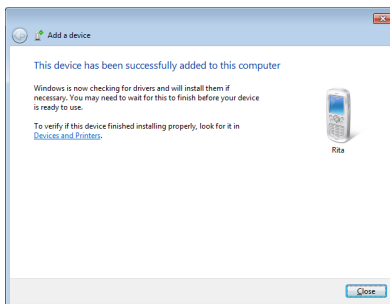 Add a device
This device has been successfully added to this computer
Windows is now checking for drivers and will install them if
necessary. You may need to wait for this to finish before your device
is ready to use.
To verify if this device finished installing properly, look for it in
Devices and Printers.
Rita
Close